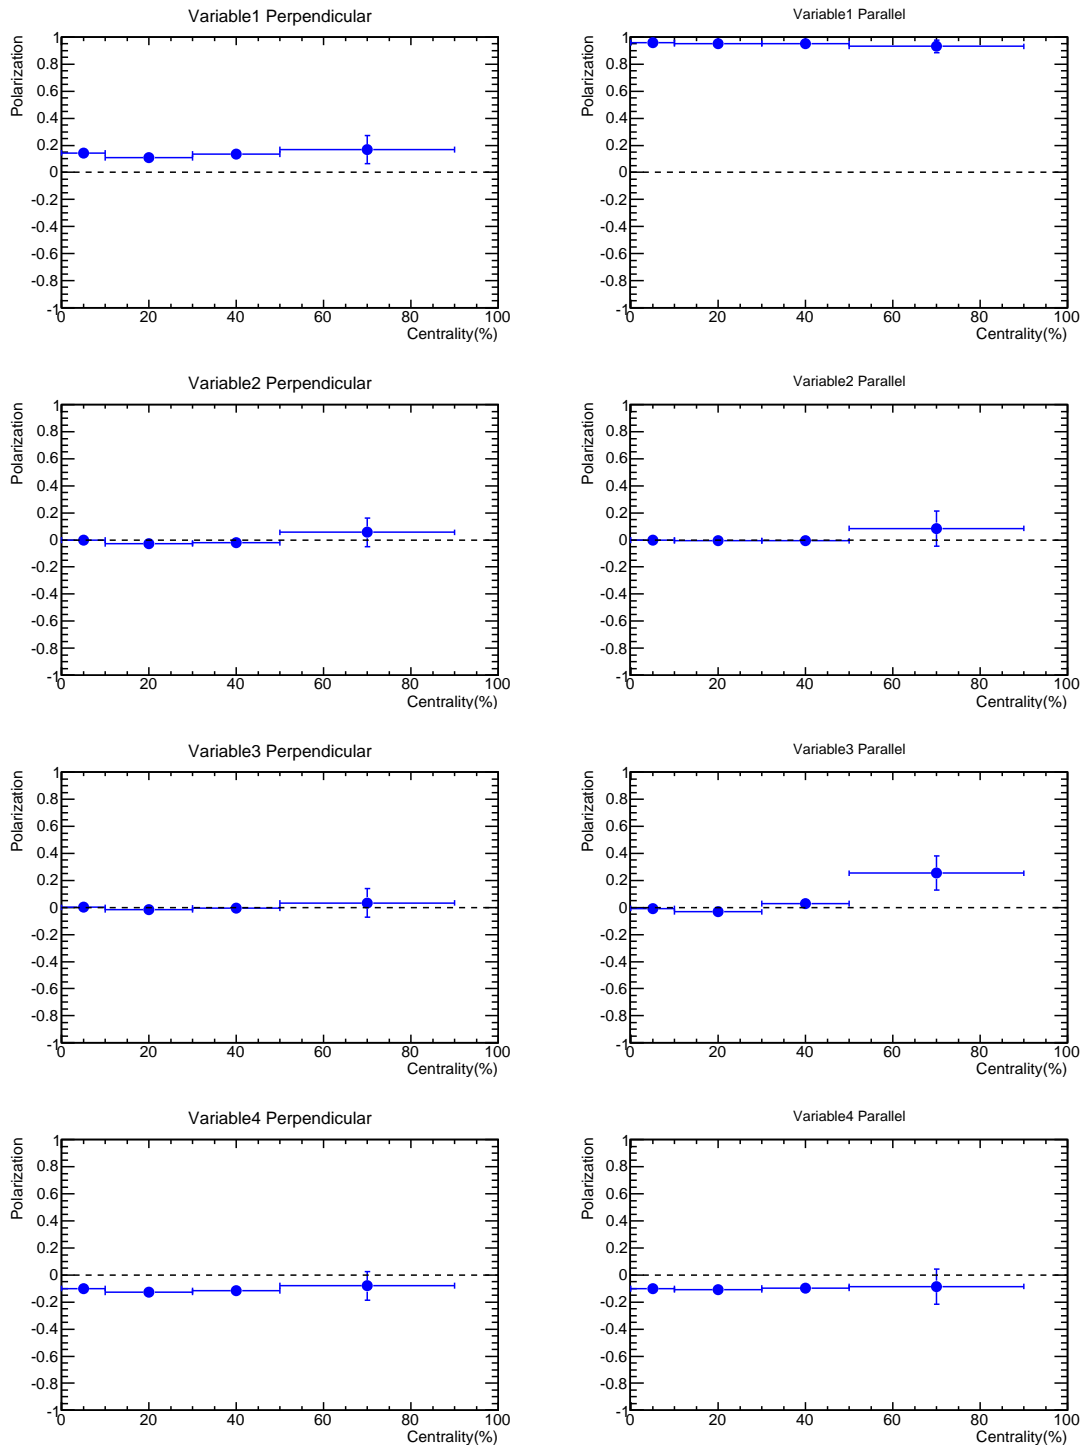 Variable1 Perpendicular
Polarization
1
0.8
0.6
0.4
0.2
0
-0.2
-0.4
-0.6
-0.8
-1
0 20 40 60 80 100
Centrality(%)
Variable1 Parallel
Polarization
1
0.8
0.6
0.4
0.2
0
-0.2
-0.4
-0.6
-0.8
-1
0 20 40 60 80 100
Centrality(%)
Variable2 Perpendicular
Polarization
1
0.8
0.6
0.4
0.2
0
-0.2
-0.4
-0.6
-0.8
-1
0 20 40 60 80 100
Centrality(%)
Variable2 Parallel
Polarization
1
0.8
0.6
0.4
0.2
0
-0.2
-0.4
-0.6
-0.8
-1
0 20 40 60 80 100
Centrality(%)
Variable3 Perpendicular
Polarization
1
0.8
0.6
0.4
0.2
0
-0.2
-0.4
-0.6
-0.8
-1
0 20 40 60 80 100
Centrality(%)
Variable3 Parallel
Polarization
1
0.8
0.6
0.4
0.2
0
-0.2
-0.4
-0.6
-0.8
-1
0 20 40 60 80 100
Centrality(%)
Variable4 Perpendicular
Polarization
1
0.8
0.6
0.4
0.2
0
-0.2
-0.4
-0.6
-0.8
-1
0 20 40 60 80 100
Centrality(%)
Variable4 Parallel
Polarization
1
0.8
0.6
0.4
0.2
0
-0.2
-0.4
-0.6
-0.8
-1
0 20 40 60 80 100
Centrality(%)